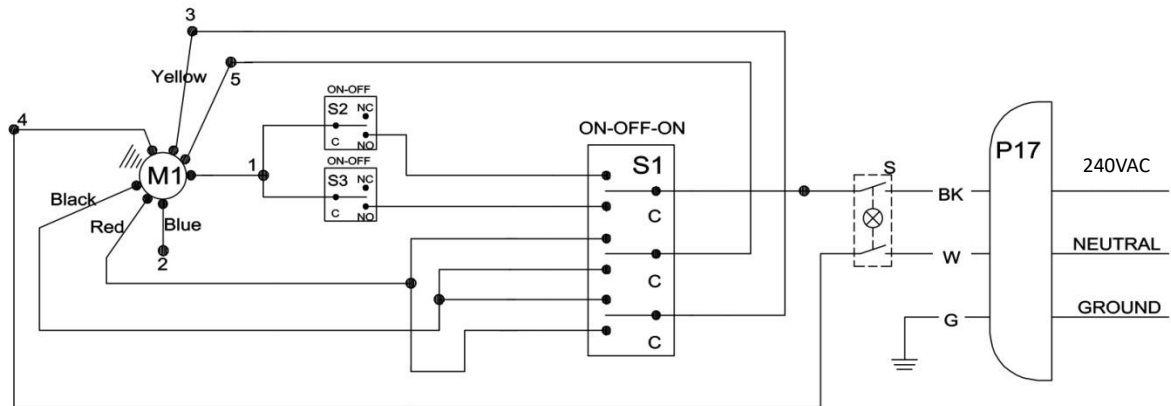 3
Yellow
5
4
ON-OFF
S2
NC
C
NO
ON-OFF
S3
NC
C
NO
M1
1
Black
Red
Blue
2
ON-OFF-ON
S1
C
C
C
S
BK
W
G
P17
240VAC
NEUTRAL
GROUND